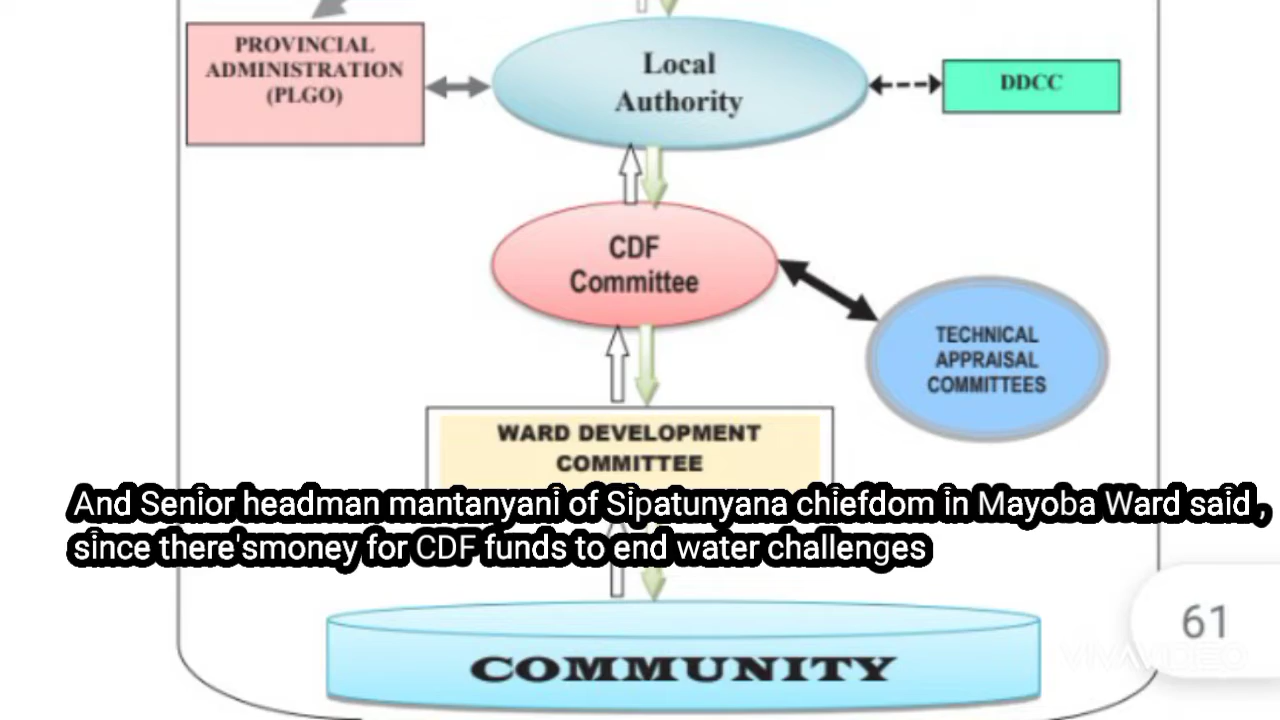 PROVINCIAL
ADMINISTRATION
(PLGO)
Local
Authority
DDCC
CDF
Committee
TECHNICAL
APPRAISAL
COMMITTEES
WARD DEVELOPMENT
COMMITTEE
And Senior headman mantanyani of Sipatunyana chiefdom in Mayoba Ward said ,
since there'smoney for CDF funds to end water challenges
61
VIVAVIDEO
COMMUNITY